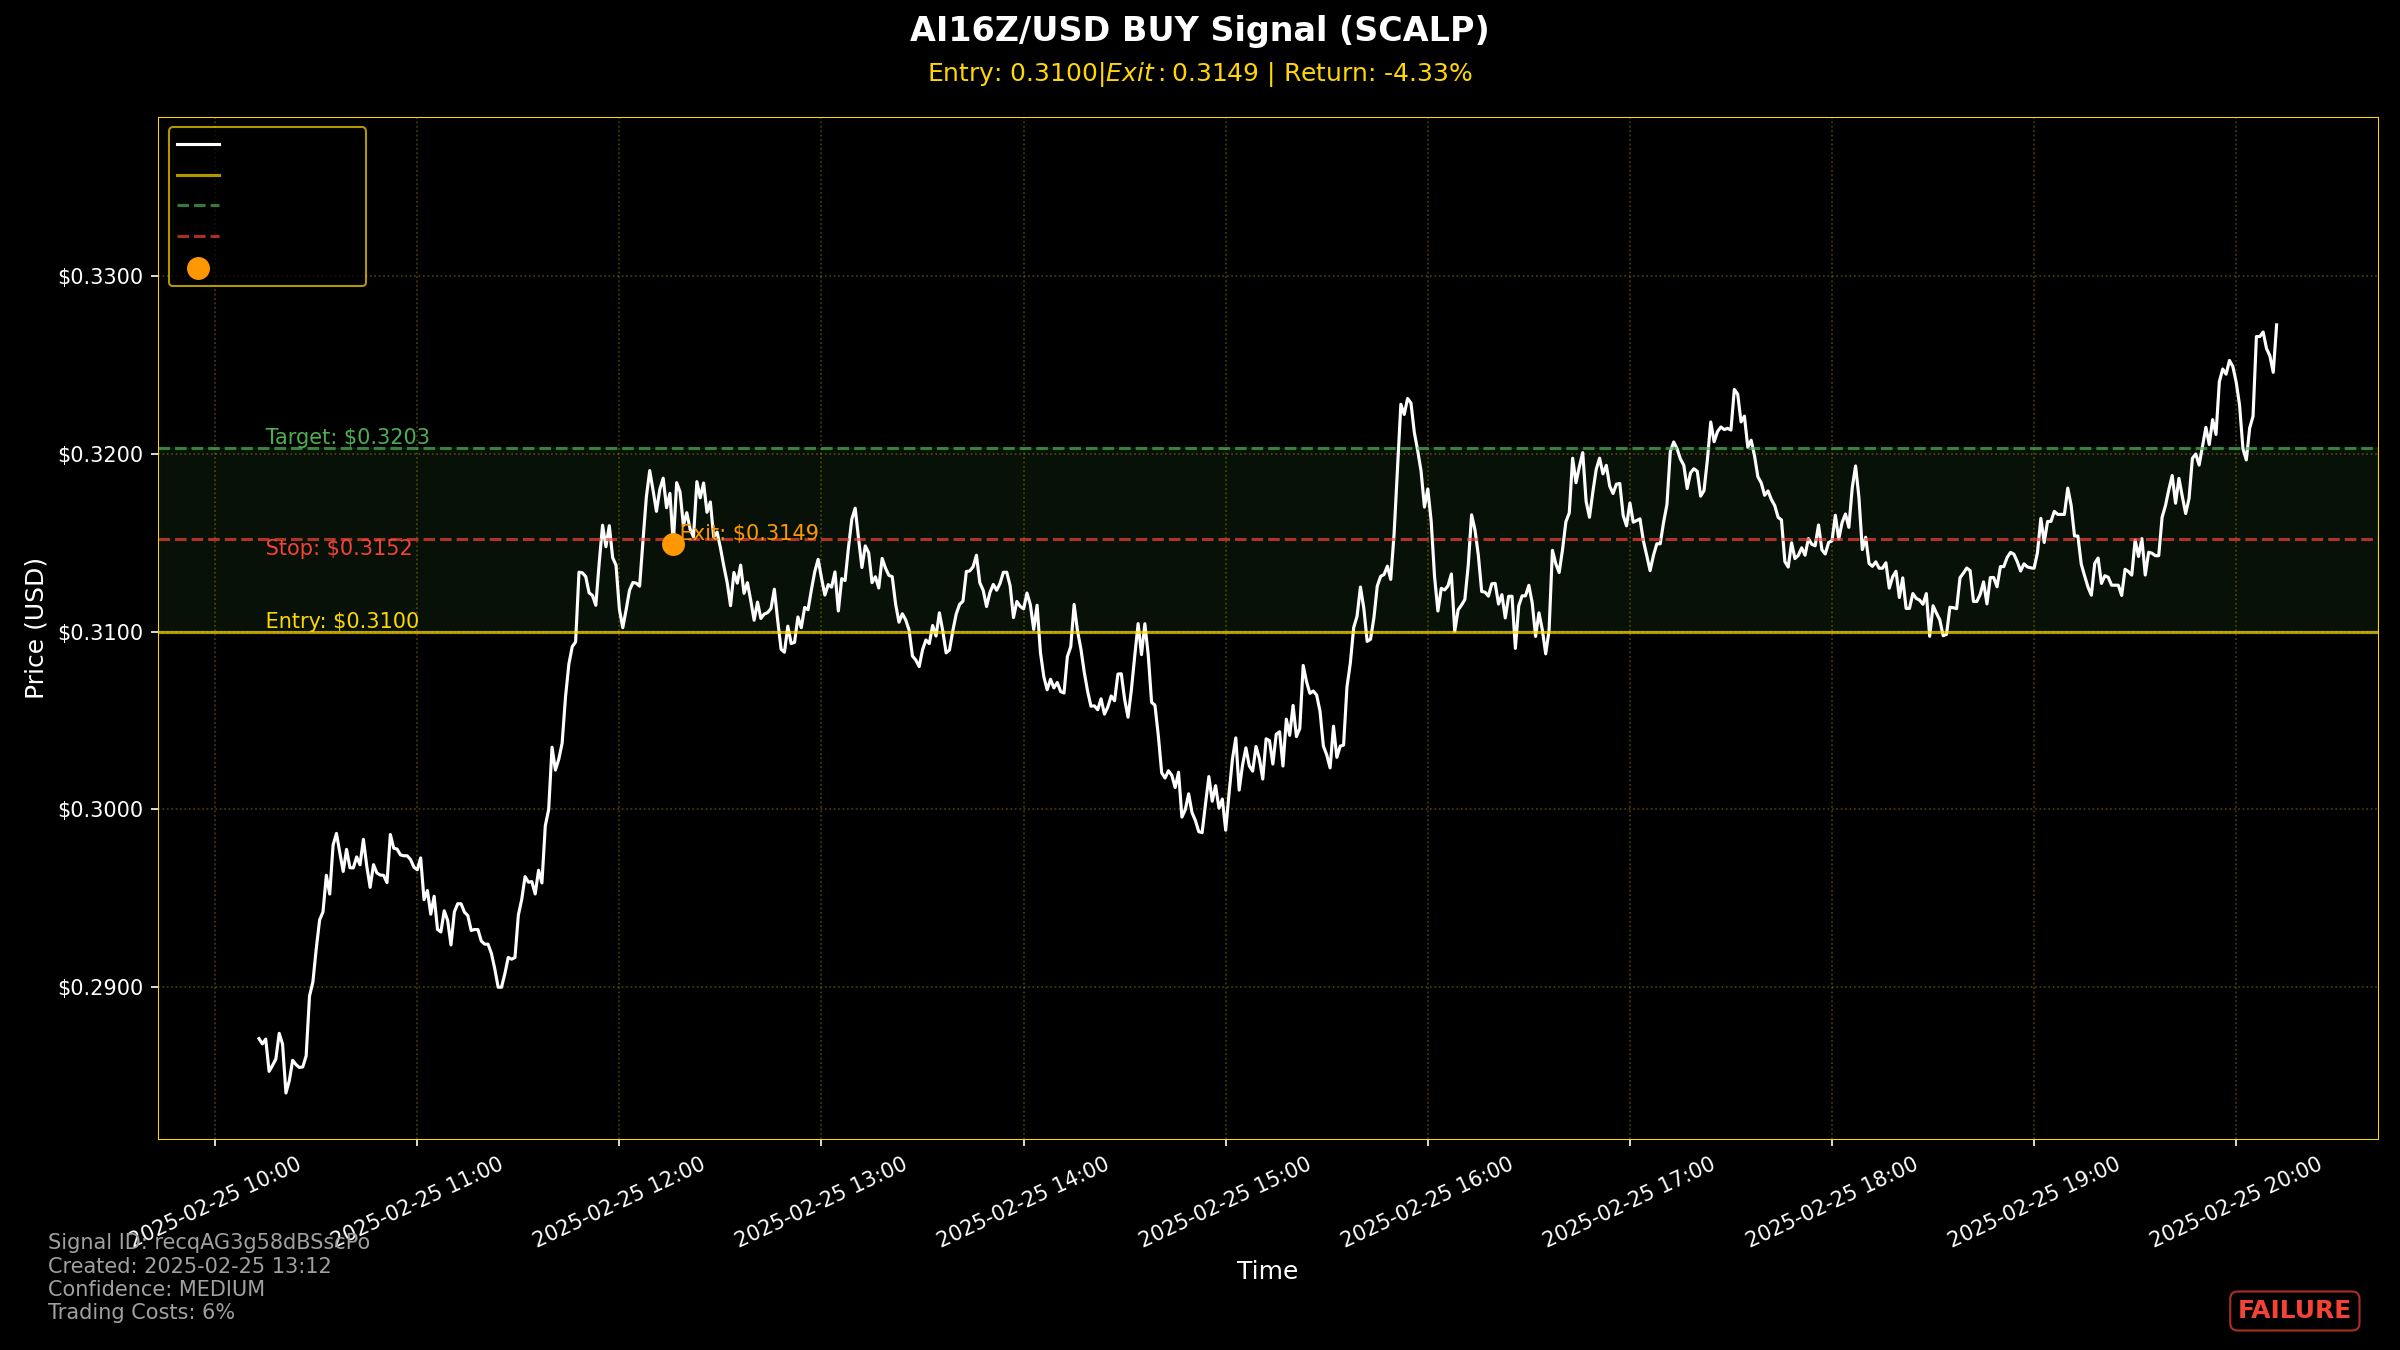 AI16Z/USD BUY Signal (SCALP)
Entry: 0.3100|Exit : 0.3149 | Return: -4.33%
$0.3300
Target: $0.3203
$0.3200
Exit: $0.3149
Stop: $0.3152
Entry: $0.3100
$0.3100
Price (USD)
$0.3000
$0.2900
2025-02-25 10:00
2025-02-25 11:00
2025-02-25 12:00
2025-02-25 13:00
2025-02-25 14:00
2025-02-25 15:00
2025-02-25 16:00
2025-02-25 17:00
2025-02-25 18:00
2025-02-25 19:00
2025-02-25 20:00
Time
Signal ID:
Created: 2025-02-25 13:12
Confidence: MEDIUM
Trading Costs: 6%
FAILURE